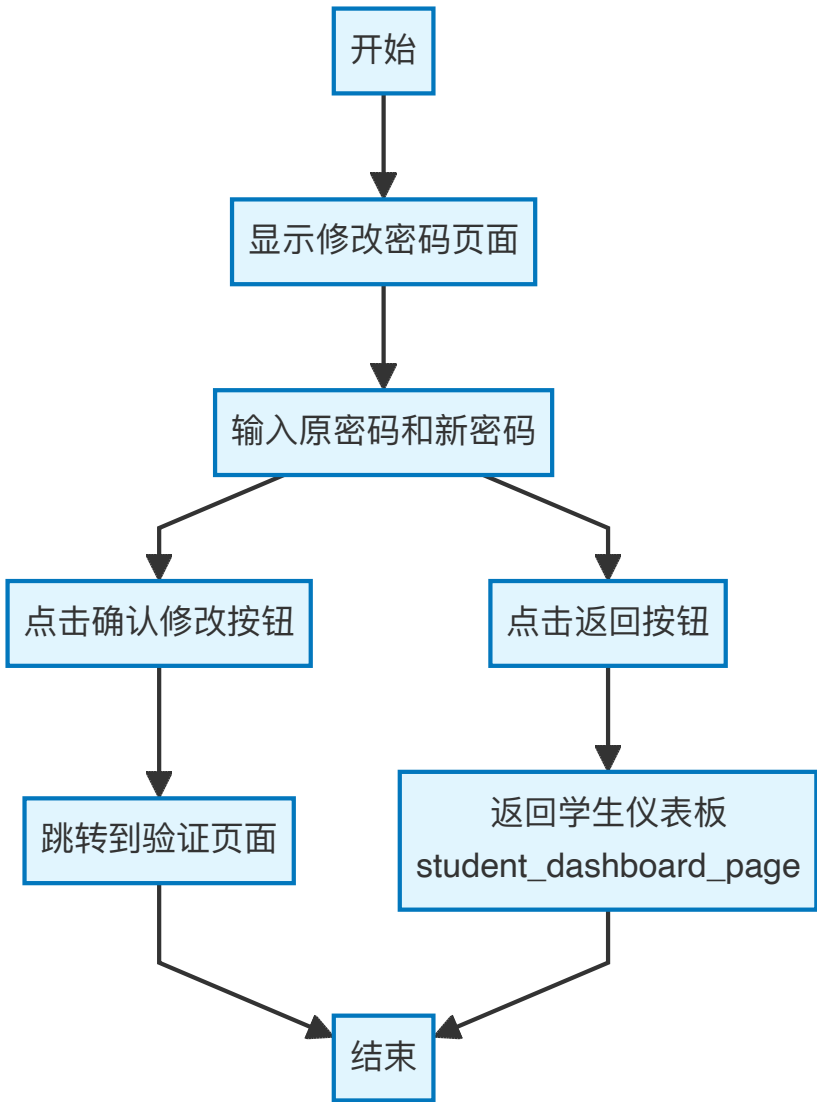 开始
显示修改密码页面
输入原密码和新密码
点击确认修改按钮
点击返回按钮
跳转到验证页面
返回学生仪表板
student_dashboard_page
结束